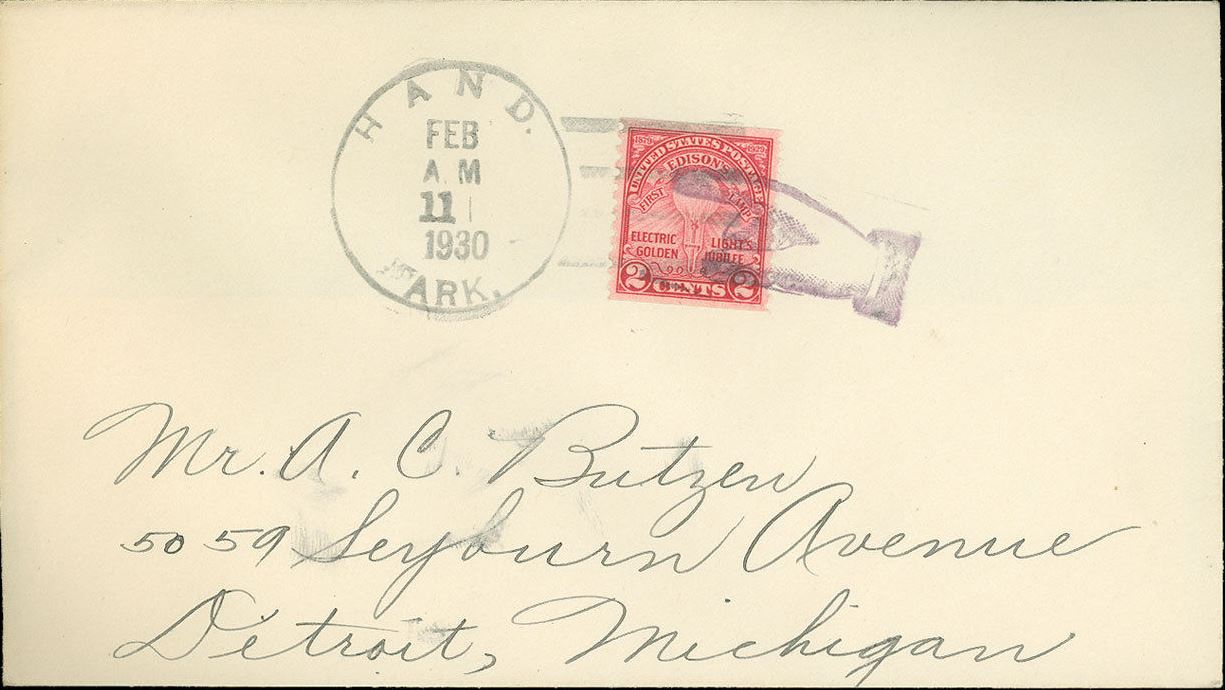 HAND.
FEB
A M
11
1930
ARK.
1879 1929
UNITED STATES POSTAGE
EDISON'S
FIRST LAMP
ELECTRIC LIGHT'S
GOLDEN JUBILEE
2 CENTS 2
Mr. A. C. Butzen
5059 Seyburn Avenue
Detroit, Michigan